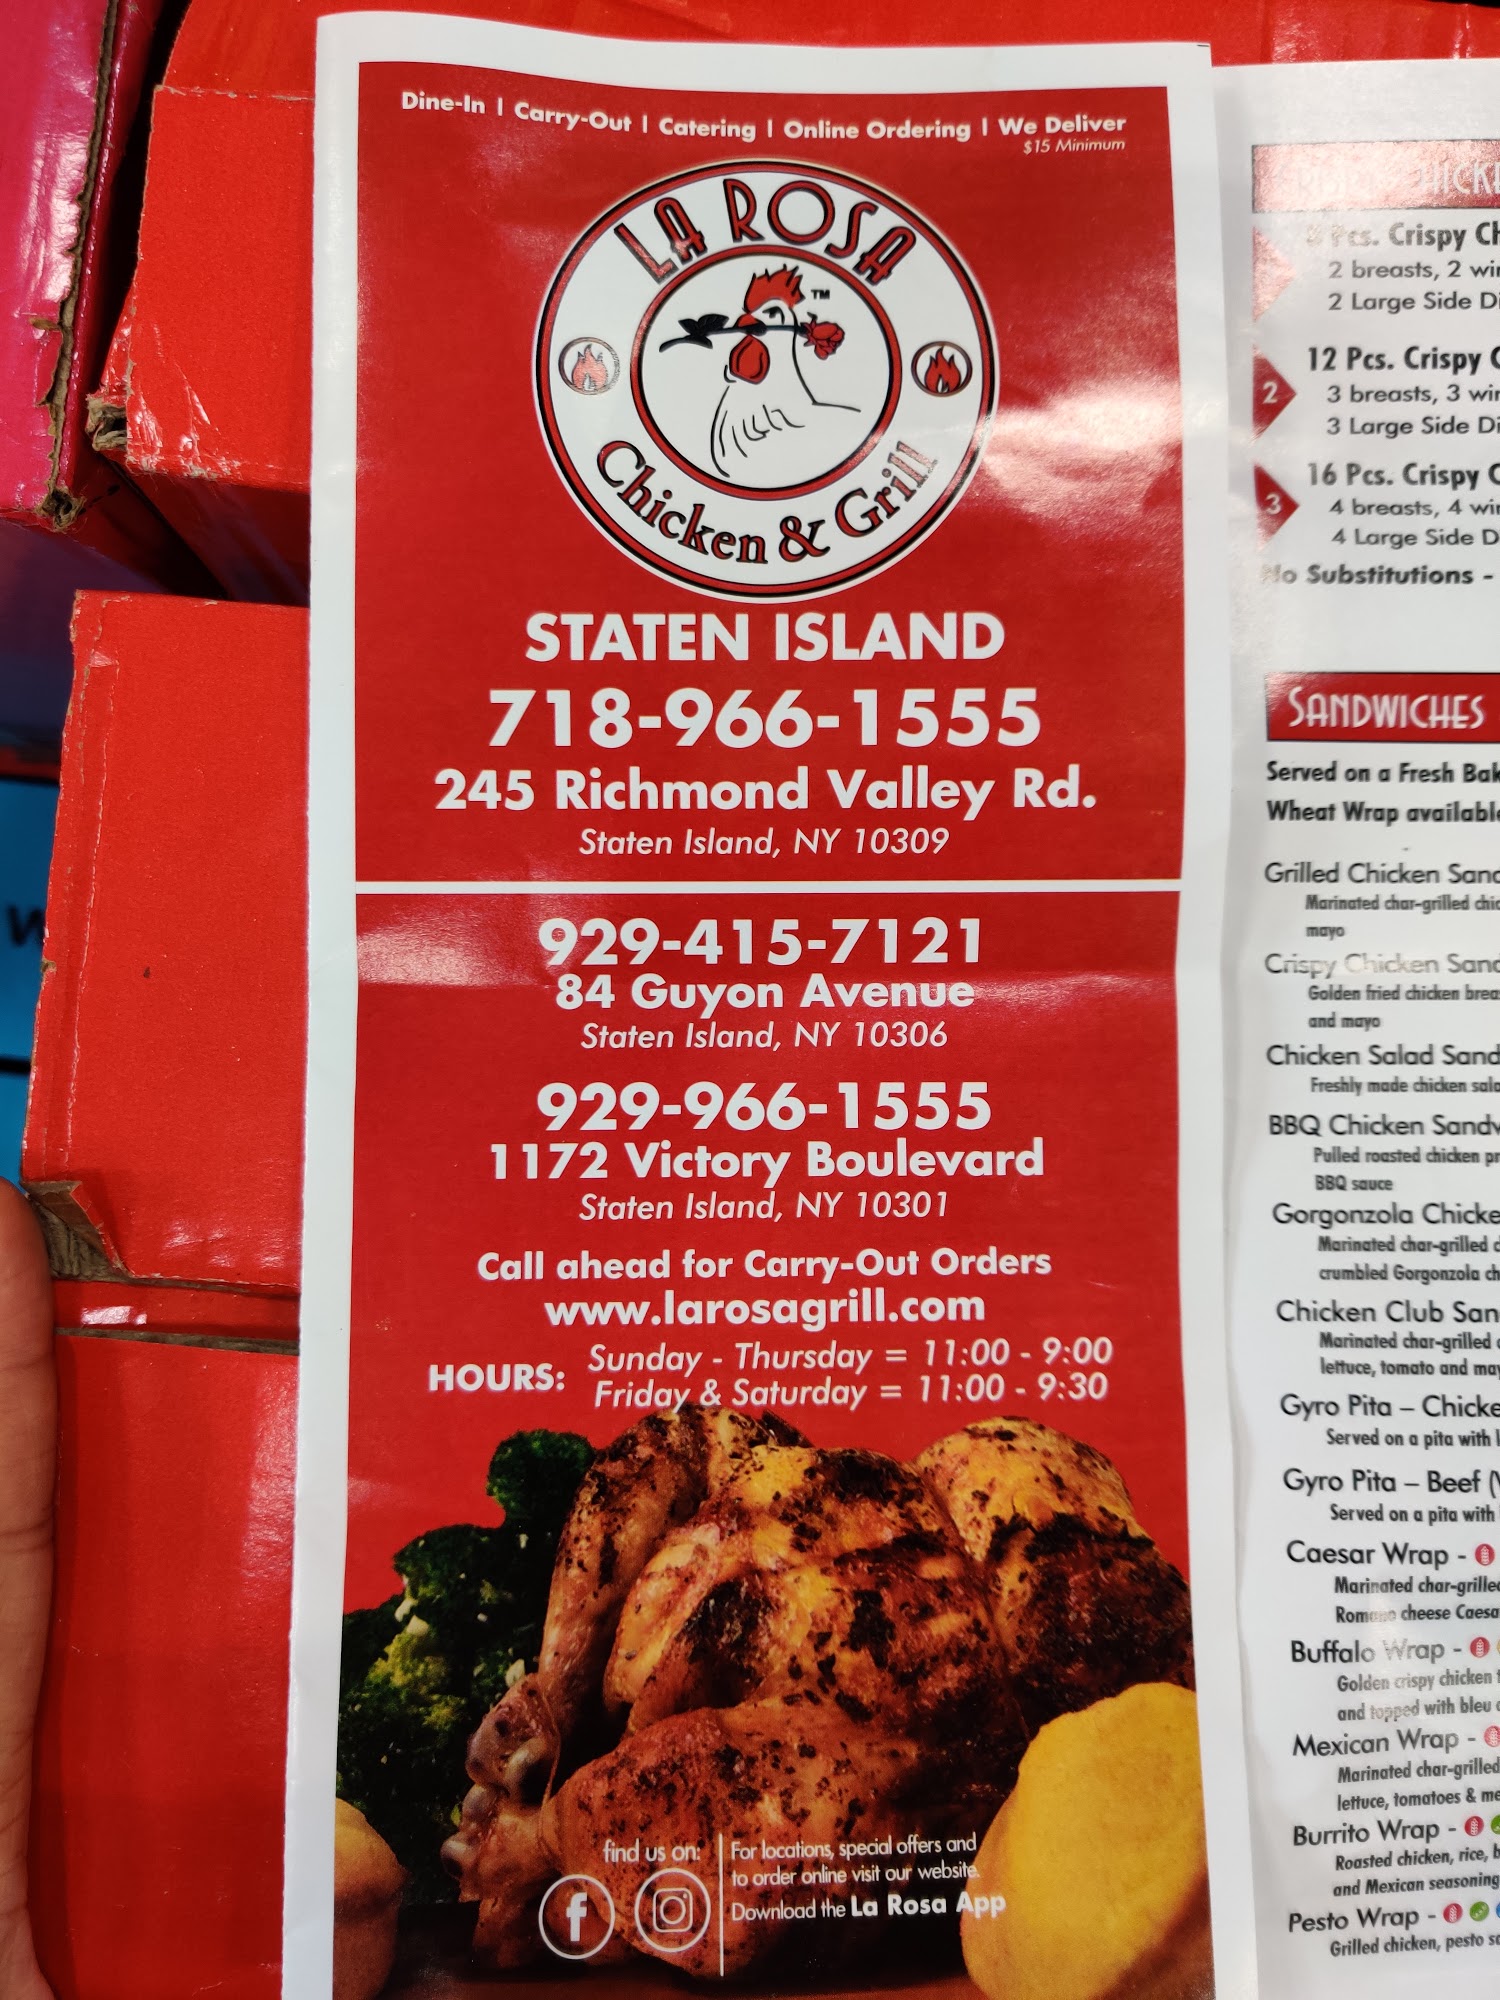 Dine-In | Carry-Out | Catering | Online Ordering | We Deliver
$15 Minimum
LA ROSA
TM
Chicken & Grill
STATEN ISLAND
718-966-1555
245 Richmond Valley Rd.
Staten Island, NY 10309
929-415-7121
84 Guyon Avenue
Staten Island, NY 10306
929-966-1555
1172 Victory Boulevard
Staten Island, NY 10301
Call ahead for Carry-Out Orders
www.larosagrill.com
HOURS:
Sunday - Thursday = 11:00 - 9:00
Friday & Saturday = 11:00 - 9:30
find us on:
f
For locations, special offers and
to order online visit our website.
Download the La Rosa App
Pcs. Crispy
2 breasts, 2
2 Large Side
2
12 Pcs. Crispy
3 breasts, 3
3 Large Side
3
16 Pcs. Crispy
4 breasts, 4
4 Large Side
No Substitutions -
SANDWICHES
Served on a Fresh
Wheat Wrap
Grilled Chicken
Marinated char-grilled
mayo
Crispy Chicken
Golden fried chicken
and mayo
Chicken Salad
Freshly made chicken
BBQ Chicken
Pulled roasted chicken
BBQ sauce
Gorgonzola
Marinated char-grilled
crumbled Gorgonzola
Chicken Club
Marinated char-grilled
lettuce, tomato and
Gyro Pita –
Served on a pita with
Gyro Pita – Beef
Served on a pita with
Caesar Wrap -
Marinated
Romano cheese
Buffalo Wrap -
Golden crispy chicken
and topped with bleu
Mexican Wrap -
Marinated
lettuce, tomatoes &
Burrito Wrap -
Roasted chicken, rice,
and Mexican seasoning
Pesto Wrap -
Grilled chicken, pesto